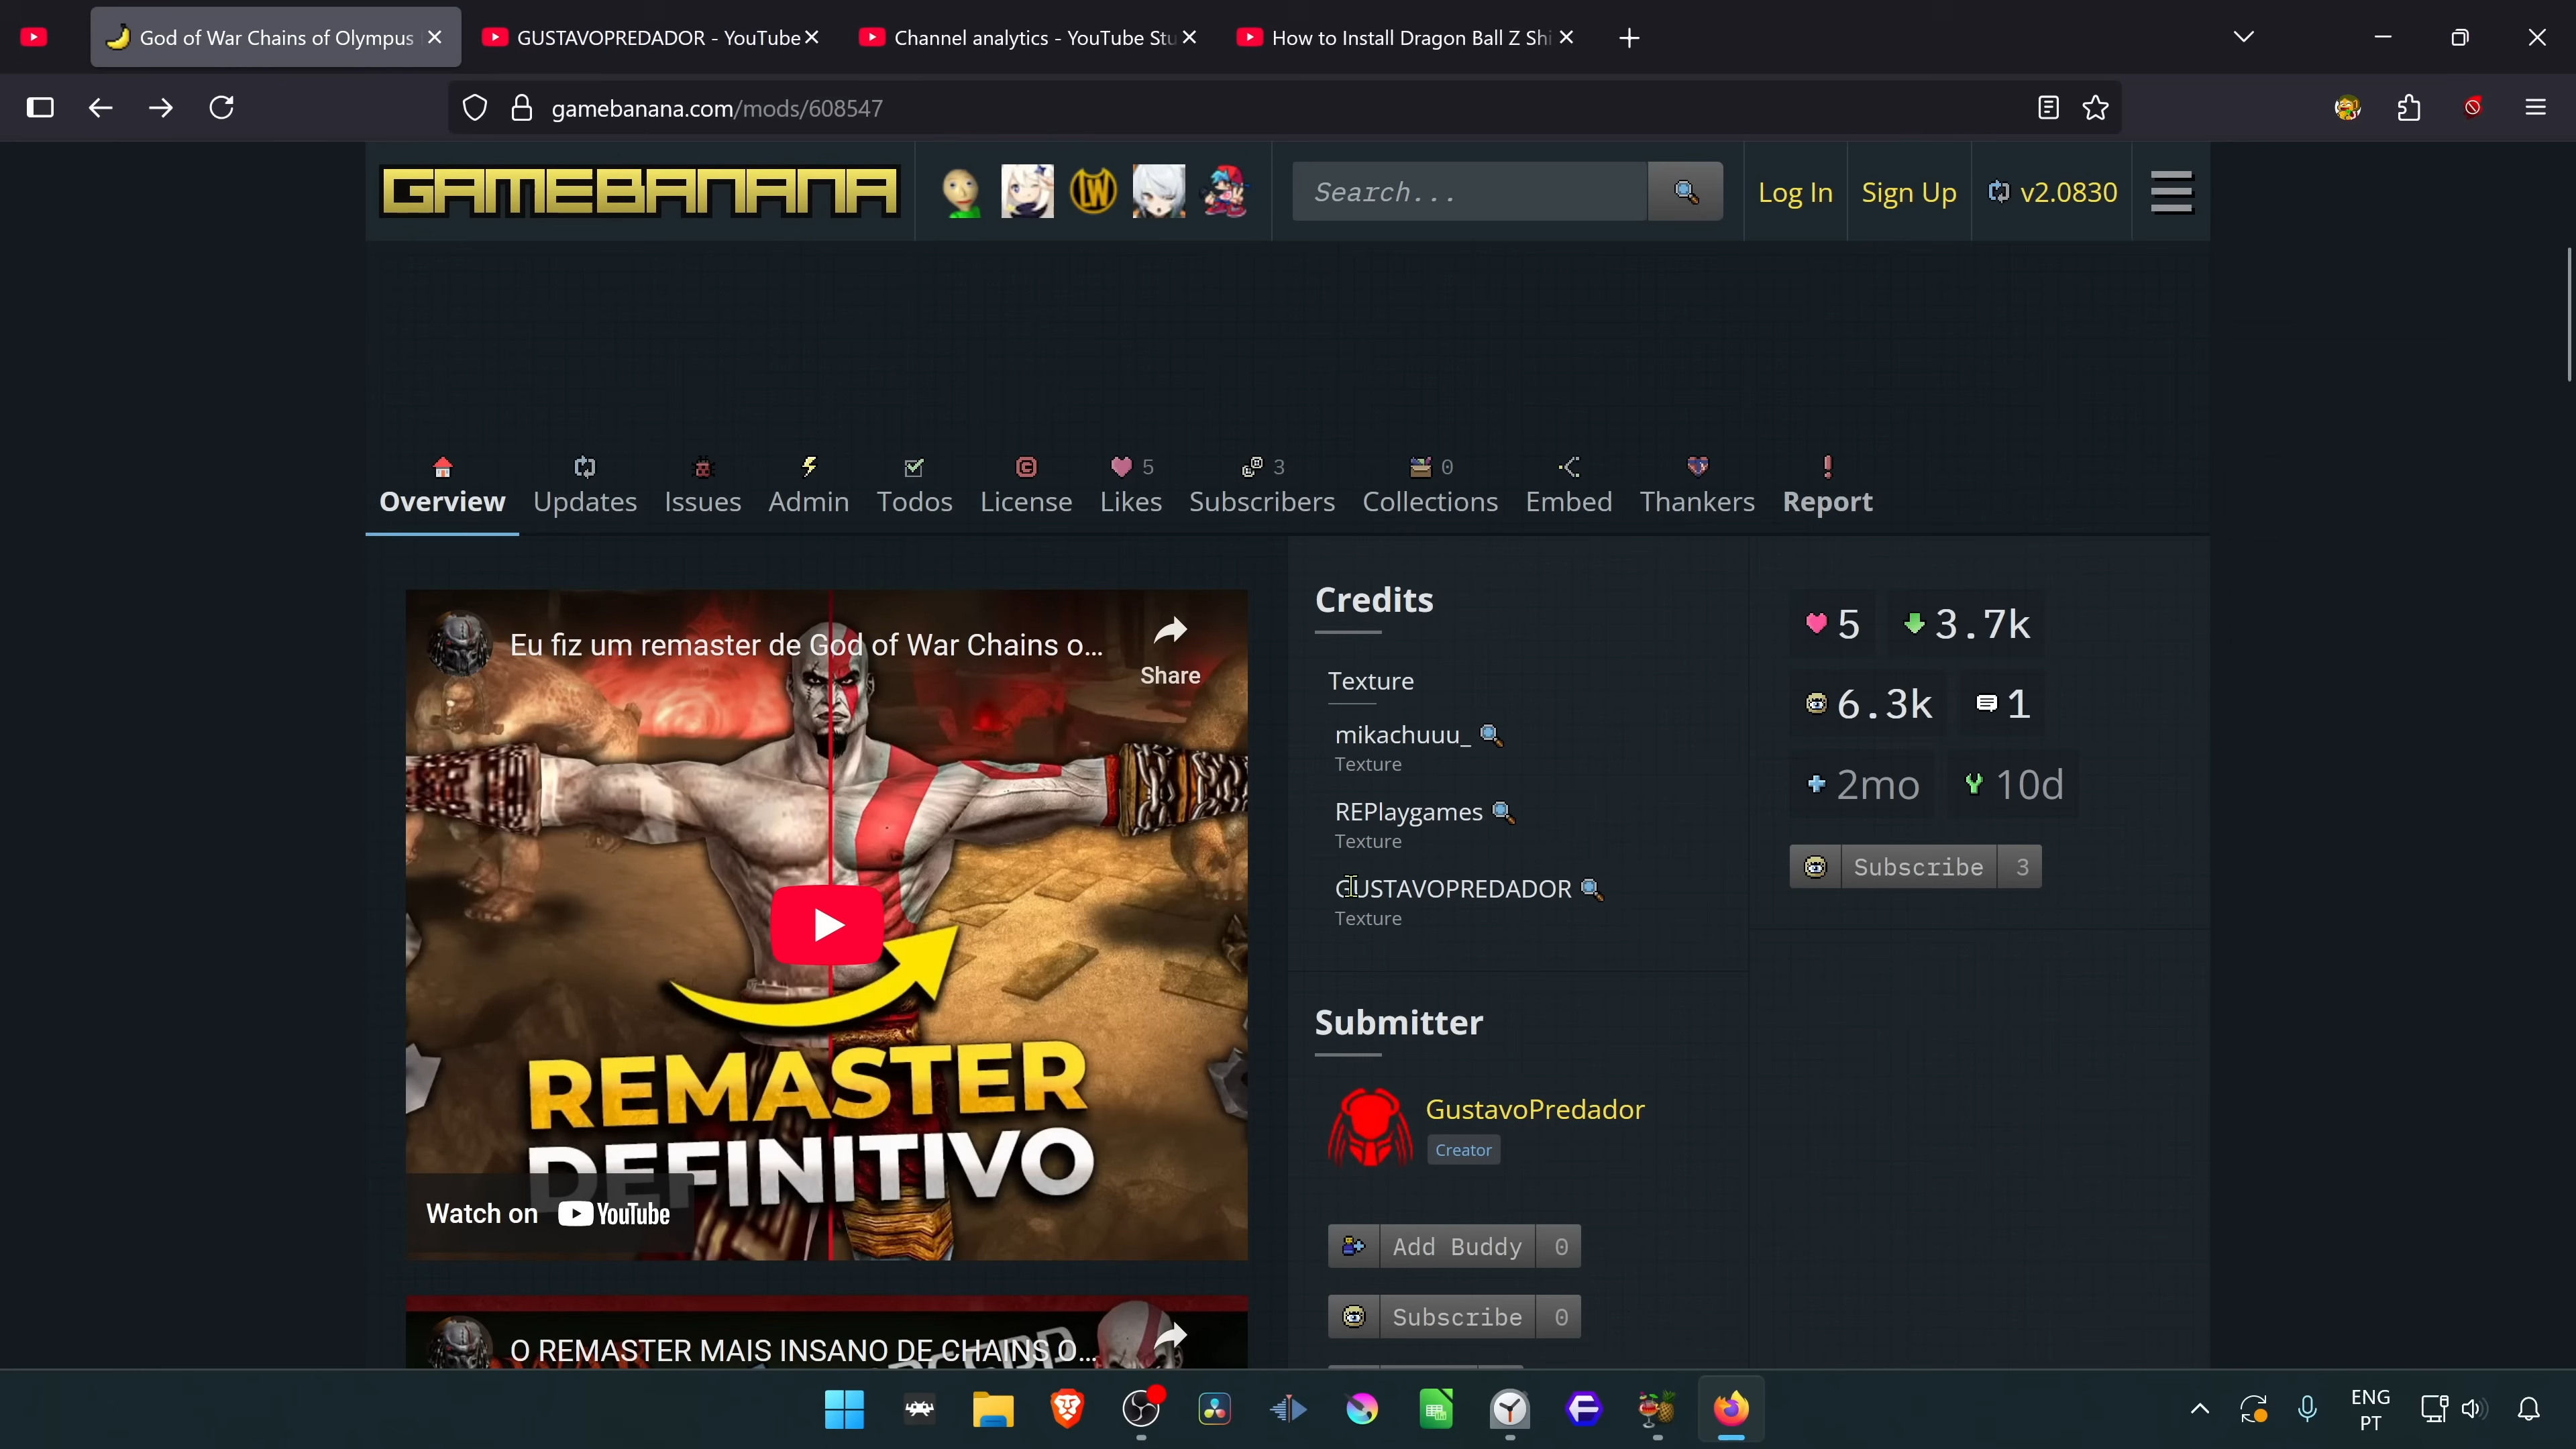 God of War Chains of Olympus
GUSTAVOPREDADOR - YouTube
Channel analytics - YouTube Stu
How to Install Dragon Ball Z Shi
gamebanana.com/mods/608547
GAMEBANANA
LW
Search...
Log In
Sign Up
v2.0830
5
3
0
Overview
Updates
Issues
Admin
Todos
License
Likes
Subscribers
Collections
Embed
Thankers
Report
Eu fiz um remaster de God of War Chains o...
Share
REMASTER
DEFINITIVO
Watch on YouTube
O REMASTER MAIS INSANO DE CHAINS O...
Credits
Texture
mikachuuu_
Texture
REPlaygames
Texture
GUSTAVOPREDADOR
Texture
Submitter
GustavoPredador
Creator
Add Buddy 0
Subscribe 0
5 3.7k
6.3k 1
2mo 10d
Subscribe 3
ENG
PT